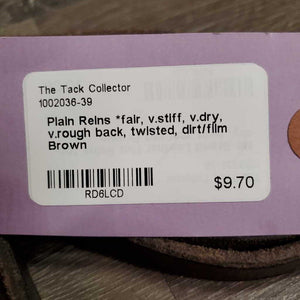 The Tack Collector
1002036-39
Plain Reins *fair, v.stiff, v.dry,
v.rough back, twisted, dirt/film
Brown
$9.70
RD6LCD